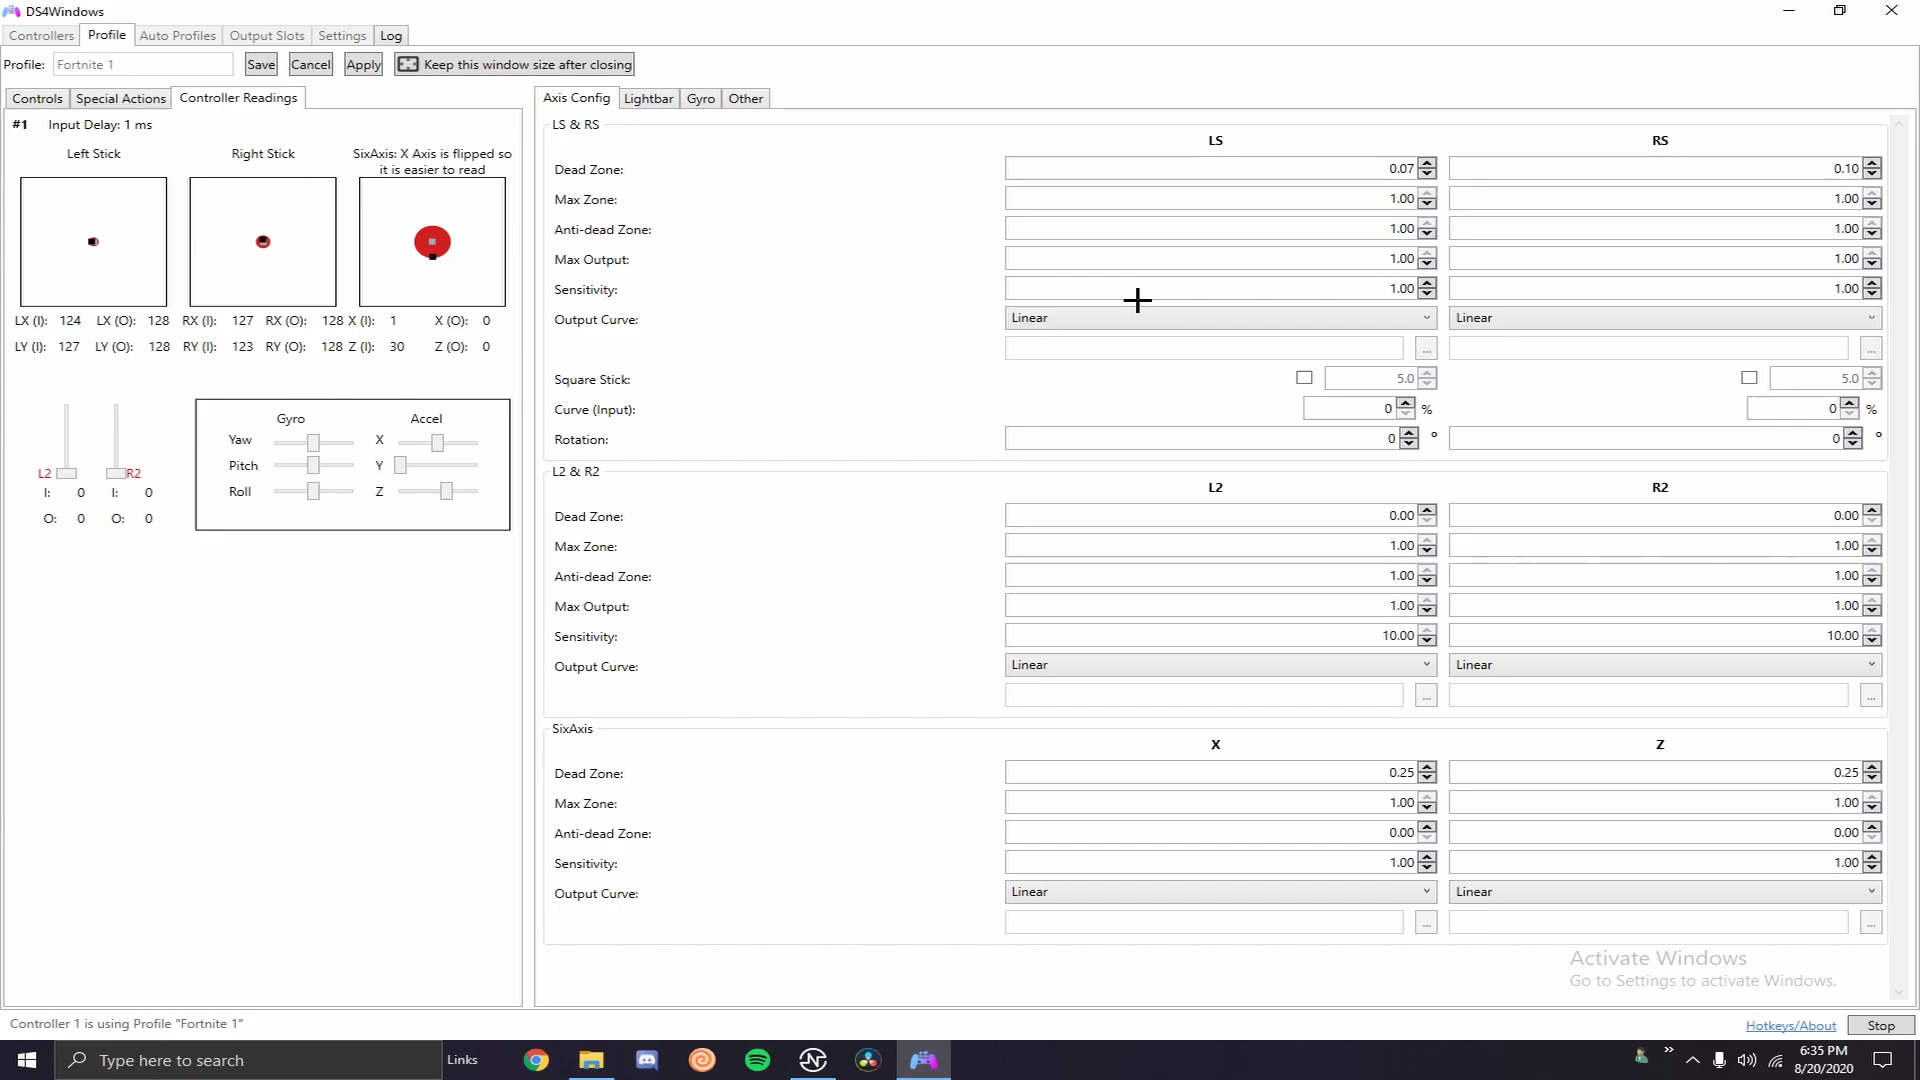 DS4Windows
Controllers Profile Auto Profiles Output Slots Settings Log
Profile: Fortnite 1 Save Cancel Apply Keep this window size after closing
Controls Special Actions Controller Readings
#1 Input Delay: 1 ms
Left Stick Right Stick SixAxis: X Axis is flipped so
it is easier to read
LX (I): 124 LX (O): 128 RX (I): 127 RX (O): 128 X (I): 1 X (O): 0
LY (I): 127 LY (O): 128 RY (I): 123 RY (O): 128 Z (I): 30 Z (O): 0
Gyro Accel
Yaw X
Pitch Y
L2 R2
Roll Z
I: 0 I: 0
O: 0 O: 0
Axis Config Lightbar Gyro Other
LS & RS
LS RS
Dead Zone: 0.07 0.10
Max Zone: 1.00 1.00
Anti-dead Zone: 1.00 1.00
Max Output: 1.00 1.00
Sensitivity: 1.00 1.00
Output Curve: Linear Linear
... ...
Square Stick: 5.0 5.0
Curve (Input): 0 % 0 %
Rotation: 0 ° 0 °
L2 & R2
L2 R2
Dead Zone: 0.00 0.00
Max Zone: 1.00 1.00
Anti-dead Zone: 1.00 1.00
Max Output: 1.00 1.00
Sensitivity: 10.00 10.00
Output Curve: Linear Linear
... ...
SixAxis
X Z
Dead Zone: 0.25 0.25
Max Zone: 1.00 1.00
Anti-dead Zone: 0.00 0.00
Sensitivity: 1.00 1.00
Output Curve: Linear Linear
... ...
Activate Windows
Go to Settings to activate Windows.
Controller 1 is using Profile "Fortnite 1"
Hotkeys/About Stop
Type here to search Links
6:35 PM
8/20/2020